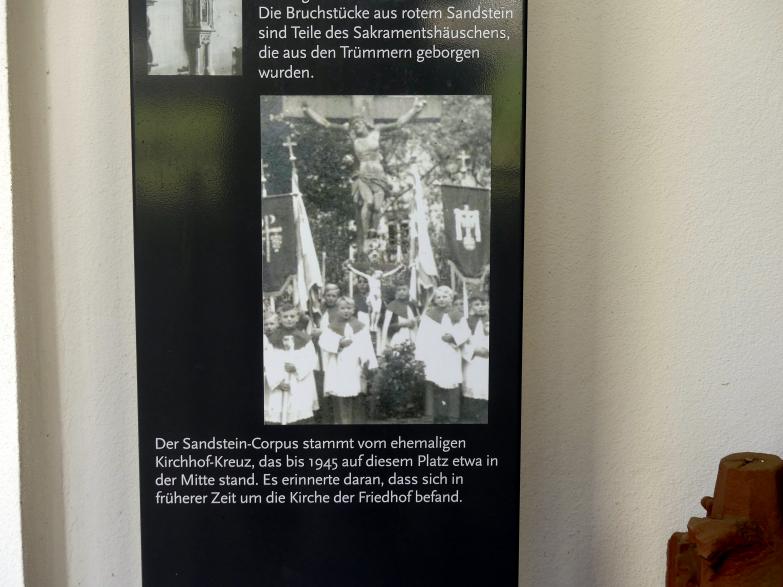 Die Bruchstücke aus rotem Sandstein
sind Teile des Sakramentshäuschens,
die aus den Trümmern geborgen
wurden.
Der Sandstein-Corpus stammt vom ehemaligen
Kirchhof-Kreuz, das bis 1945 auf diesem Platz etwa in
der Mitte stand. Es erinnerte daran, dass sich in
früherer Zeit um die Kirche der Friedhof befand.